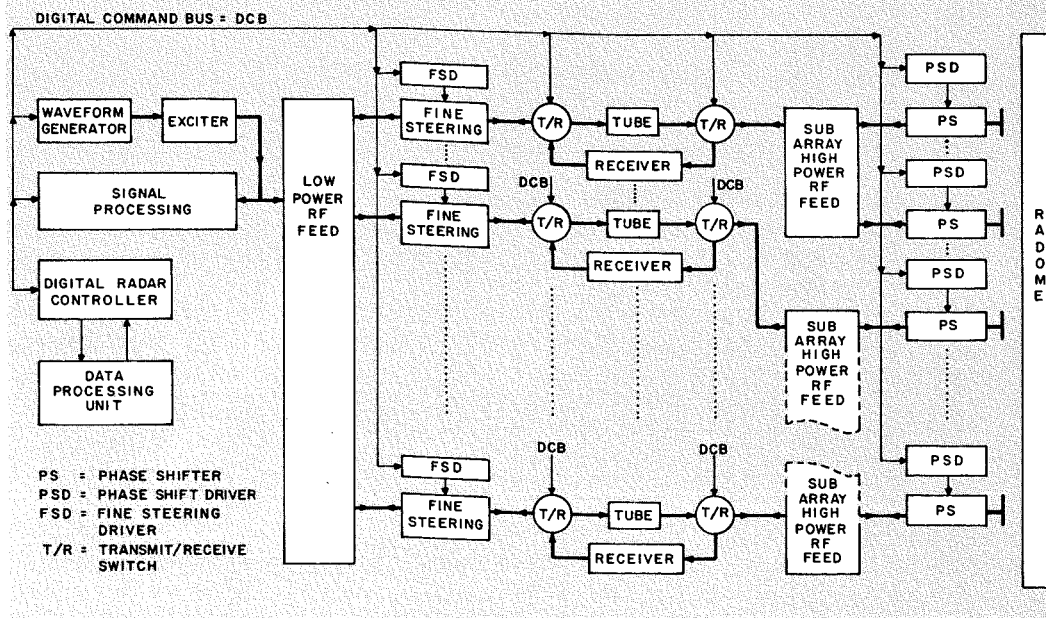 DIGITAL COMMAND BUS = DCB
WAVEFORM
GENERATOR
EXCITER
SIGNAL
PROCESSING
DIGITAL RADAR
CONTROLLER
DATA
PROCESSING
UNIT
PS = PHASE SHIFTER
PSD = PHASE SHIFT DRIVER
FSD = FINE STEERING
DRIVER
T/R = TRANSMIT/RECEIVE
SWITCH
LOW
POWER
RF
FEED
FSD
FINE
STEERING
T/R
TUBE
T/R
RECEIVER
FSD
FINE
STEERING
DCB
T/R
TUBE
DCB
T/R
RECEIVER
FSD
FINE
STEERING
DCB
T/R
TUBE
DCB
T/R
RECEIVER
SUB
ARRAY
HIGH
POWER
RF
FEED
SUB
ARRAY
HIGH
POWER
RF
FEED
SUB
ARRAY
HIGH
POWER
RF
FEED
PSD
PS
PSD
PS
PSD
PS
PSD
PS
RADOME